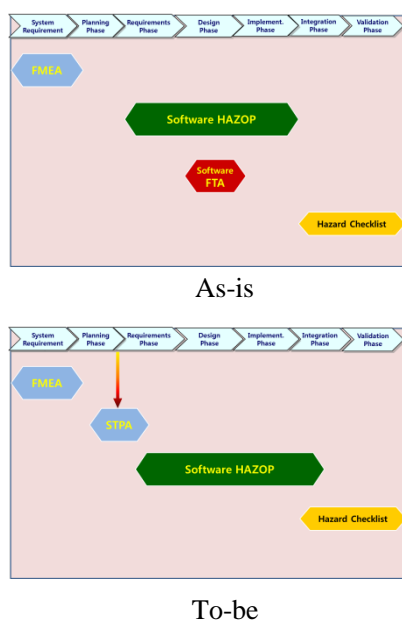 System Requirement
Planning Phase
Requirements Phase
Design Phase
Implement. Phase
Integration Phase
Validation Phase
FMEA
Software HAZOP
Software
FTA
Hazard Checklist
As-is
System Requirement
Planning Phase
Requirements Phase
Design Phase
Implement. Phase
Integration Phase
Validation Phase
FMEA
STPA
Software HAZOP
Hazard Checklist
To-be